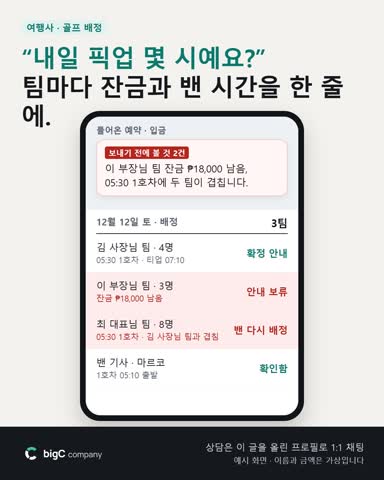 여행사 · 골프 배정
“내일 픽업 몇 시예요?”
팀마다 잔금과 밴 시간을 한 줄
에.
들어온 예약 · 입금
보내기 전에 볼 것 2건
이 부장님 팀 잔금 ₱18,000 남음,
05:30 1호차에 두 팀이 겹칩니다.
12월 12일 토 · 배정 3팀
김 사장님 팀 · 4명
05:30 1호차 · 티업 07:10
확정 안내
이 부장님 팀 · 3명
잔금 ₱18,000 남음
안내 보류
최 대표님 팀 · 8명
05:30 1호차 · 김 사장님 팀과 겹침
밴 다시 배정
밴 기사 · 마르코
1호차 05:10 출발
확인함
bigC company
상담은 이 글을 올린 프로필로 1:1 채팅
예시 화면 · 이름과 금액은 가상입니다